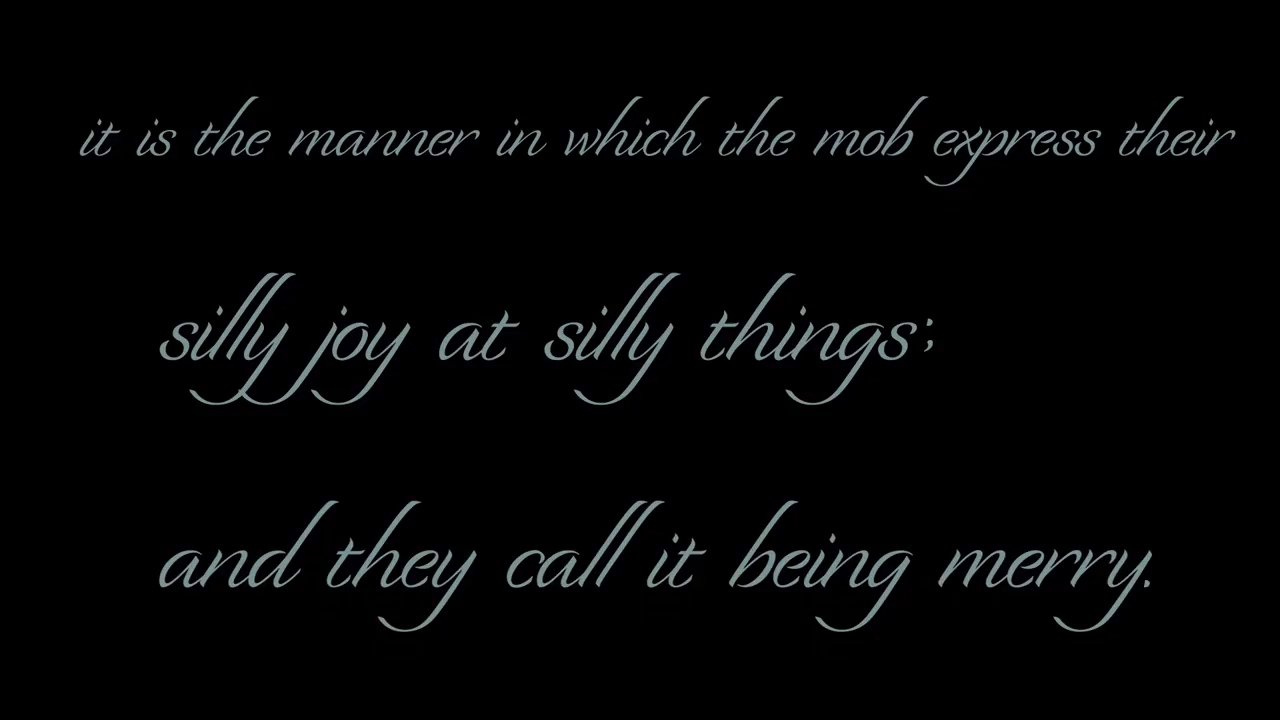 it is the manner in which the mob express their
silly joy at silly things;
and they call it being merry.